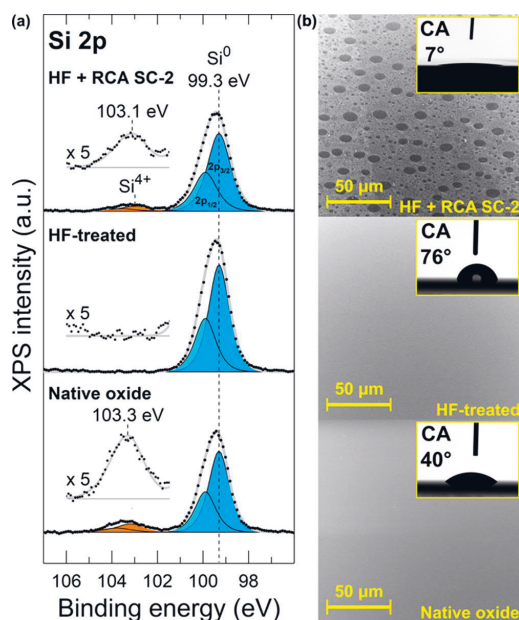 (a)
Si 2p
HF + RCA SC-2
Si⁰
99.3 eV
103.1 eV
x 5
Si⁴⁺
2p₃/₂
2p₁/₂
HF-treated
x 5
Native oxide
103.3 eV
x 5
106 104 102 100 98
Binding energy (eV)
XPS intensity (a.u.)
(b)
CA
7°
50 µm
HF + RCA SC-2
CA
76°
50 µm
HF-treated
CA
40°
50 µm
Native oxide